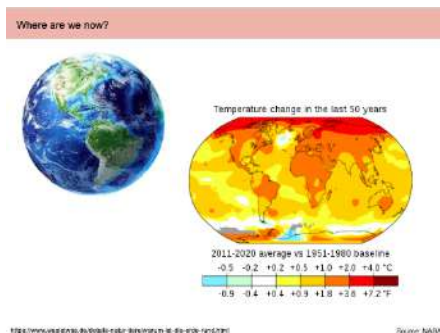 Where are we now?
Temperature change in the last 50 years
2011-2020 average vs 1951-1980 baseline
-0.5 -0.2 +0.2 +0.5 +1.0 +2.0 +4.0 °C
-0.9 -0.4 +0.4 +0.9 +1.8 +3.6 +7.2 °F
Source: NASA